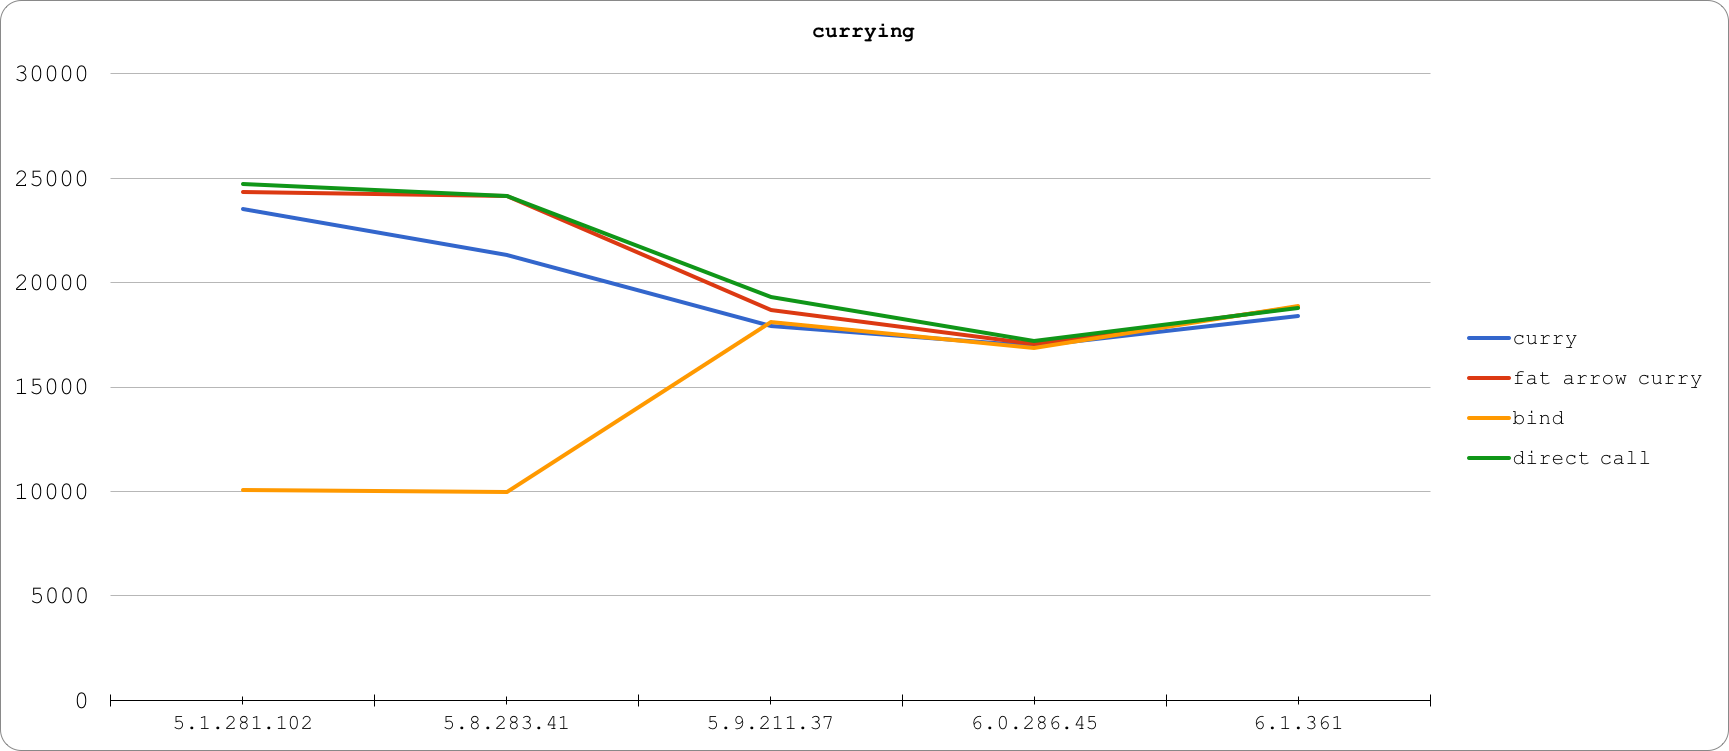 currying
30000
25000
20000
15000
10000
5000
0
5.1.281.102 5.8.283.41 5.9.211.37 6.0.286.45 6.1.361
curry
fat arrow curry
bind
direct call